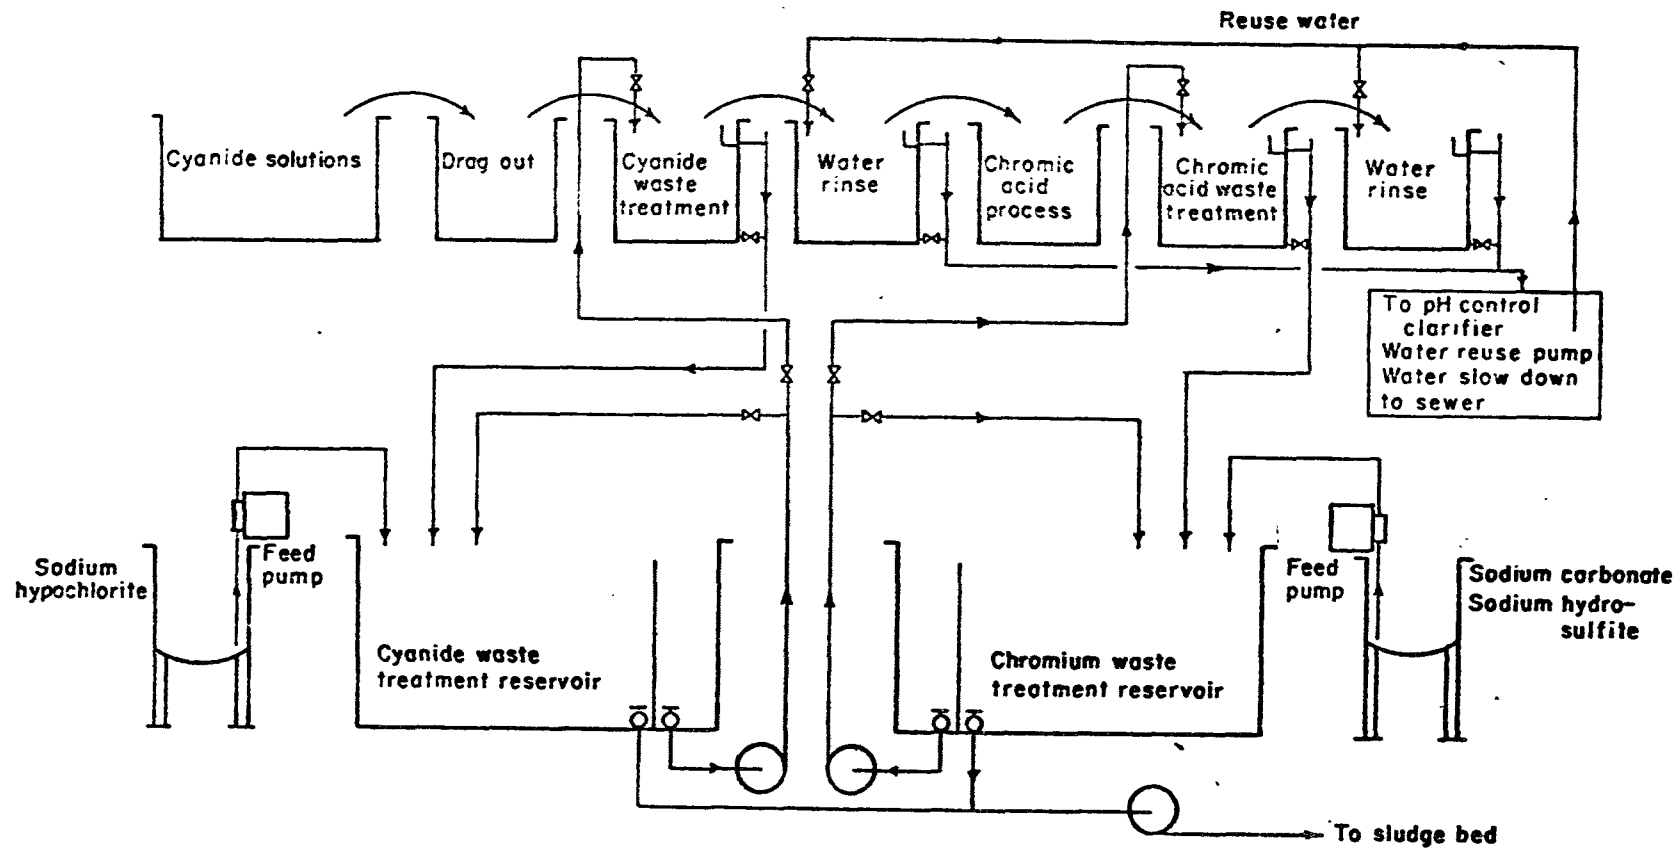 Reuse water
Cyanide solutions
Drag out
Cyanide
waste
treatment
Water
rinse
Chromic
acid
process
Chromic
acid waste
treatment
Water
rinse
To pH control
clarifier
Water reuse pump
Water slow down
to sewer
Sodium
hypochlorite
Feed
pump
Cyanide waste
treatment reservoir
Chromium waste
treatment reservoir
Feed
pump
Sodium carbonate
Sodium hydro-
sulfite
To sludge bed